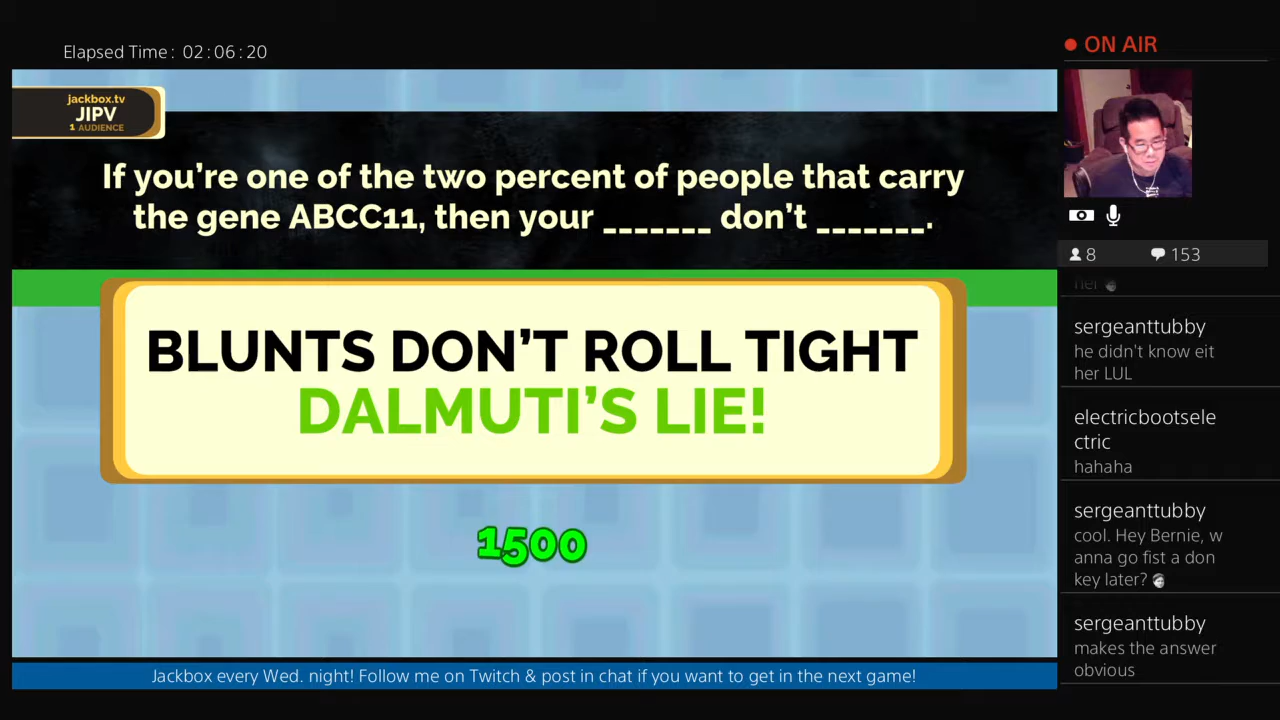 Elapsed Time: 02:06:20
jackbox.tv
JIPV
1 AUDIENCE
If you're one of the two percent of people that carry
the gene ABCC11, then your _______ don't _______.
BLUNTS DON'T ROLL TIGHT
DALMUTI'S LIE!
1500
Jackbox every Wed. night! Follow me on Twitch & post in chat if you want to get in the next game!
ON AIR
8 153
her
sergeanttubby
he didn't know eit
her LUL
electricbootsele
ctric
hahaha
sergeanttubby
cool. Hey Bernie, w
anna go fist a don
key later?
sergeanttubby
makes the answer
obvious